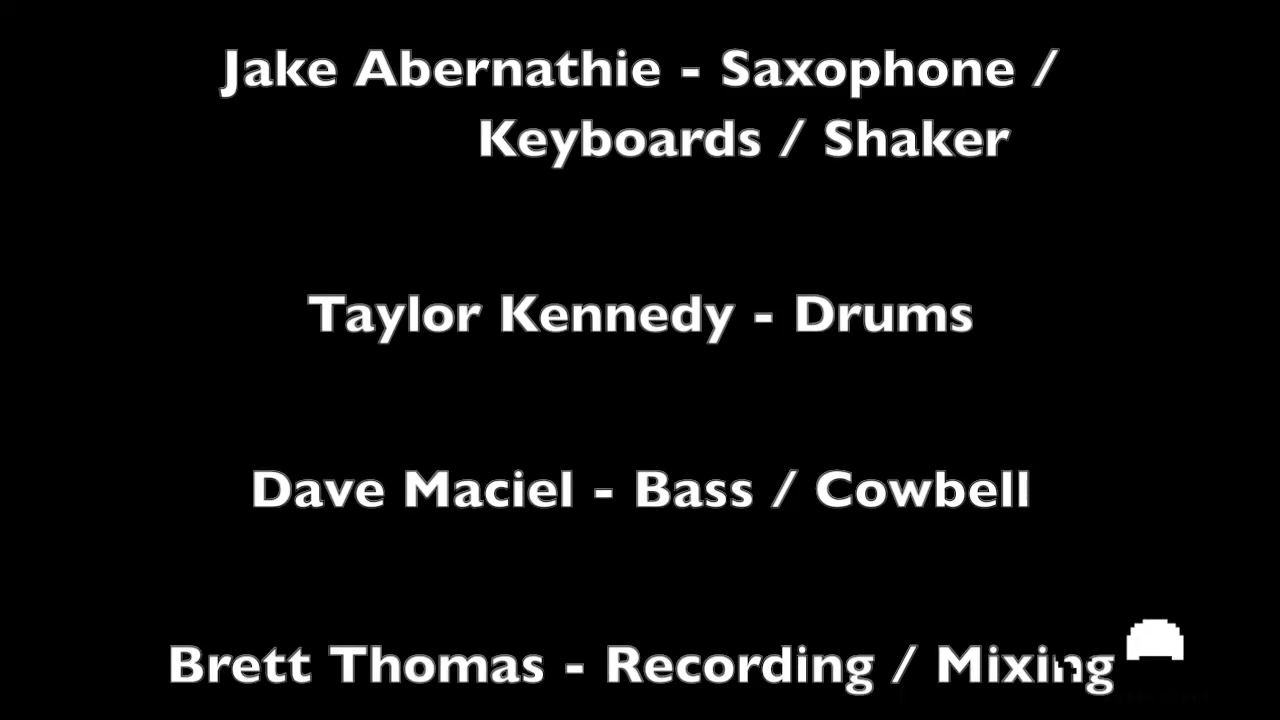 Jake Abernathie - Saxophone /
Keyboards / Shaker
Taylor Kennedy - Drums
Dave Maciel - Bass / Cowbell
Brett Thomas - Recording / Mixing